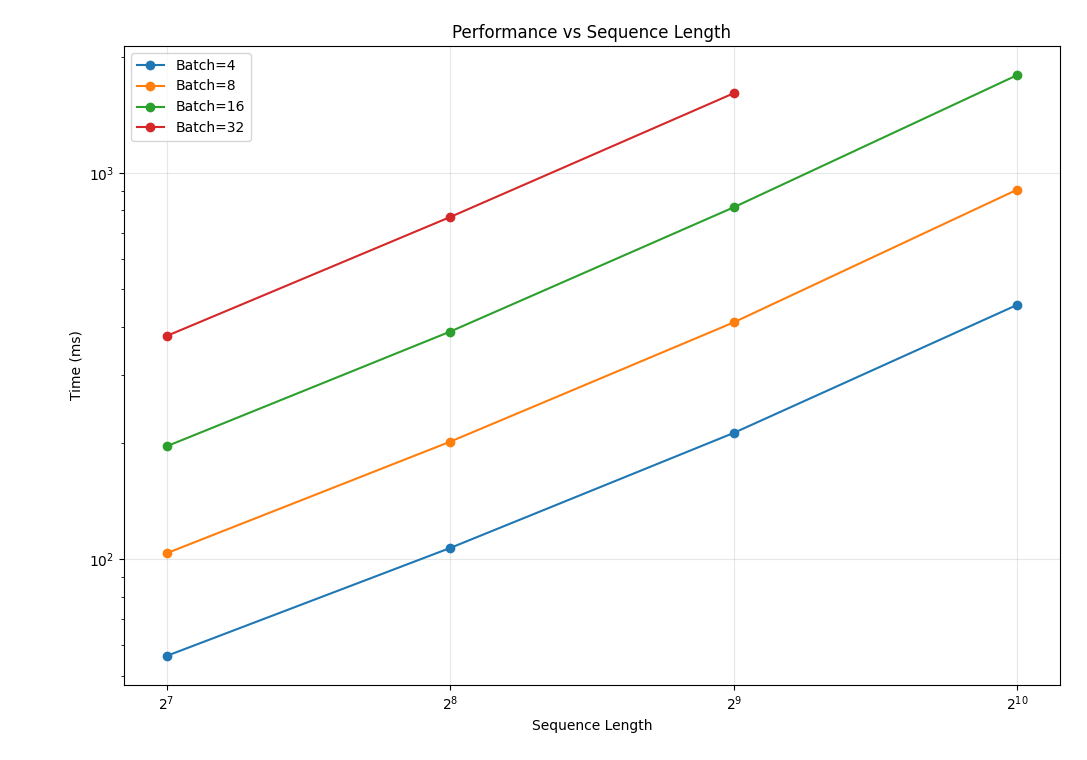 Performance vs Sequence Length
Batch=4
Batch=8
Batch=16
Batch=32
10³
10²
Time (ms)
2⁷ 2⁸ 2⁹ 2¹⁰
Sequence Length